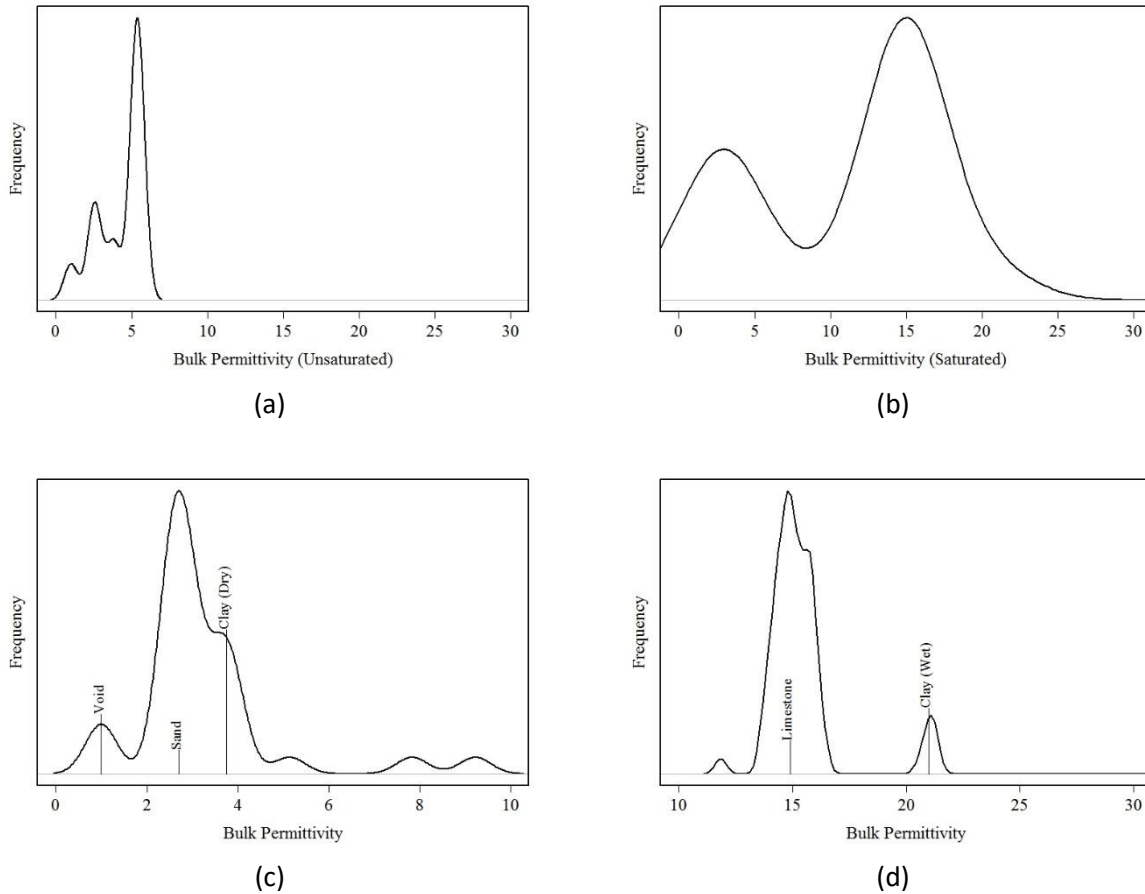 Frequency
0 5 10 15 20 25 30
Bulk Permittivity (Unsaturated)
(a)
Frequency
0 5 10 15 20 25 30
Bulk Permittivity (Saturated)
(b)
Frequency
Void
Sand
Clay (Dry)
0 2 4 6 8 10
Bulk Permittivity
(c)
Frequency
Limestone
Clay (Wet)
10 15 20 25 30
Bulk Permittivity
(d)